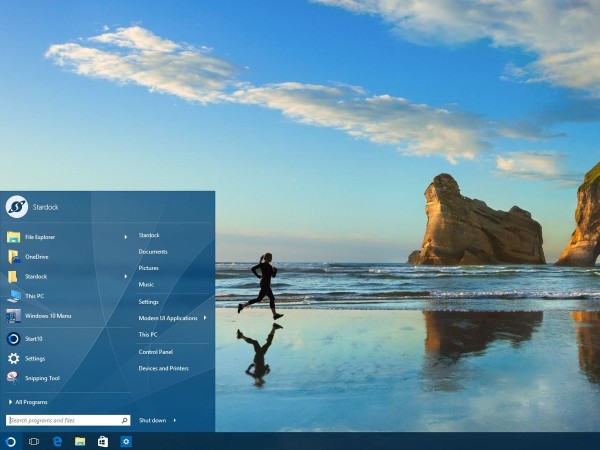 Stardock
File Explorer
OneDrive
Stardock
This PC
Windows 10 Menu
Start10
Settings
Snipping Tool
All Programs
Search programs and files
Stardock
Documents
Pictures
Music
Settings
Modern UI Applications
This PC
Control Panel
Devices and Printers
Shut down